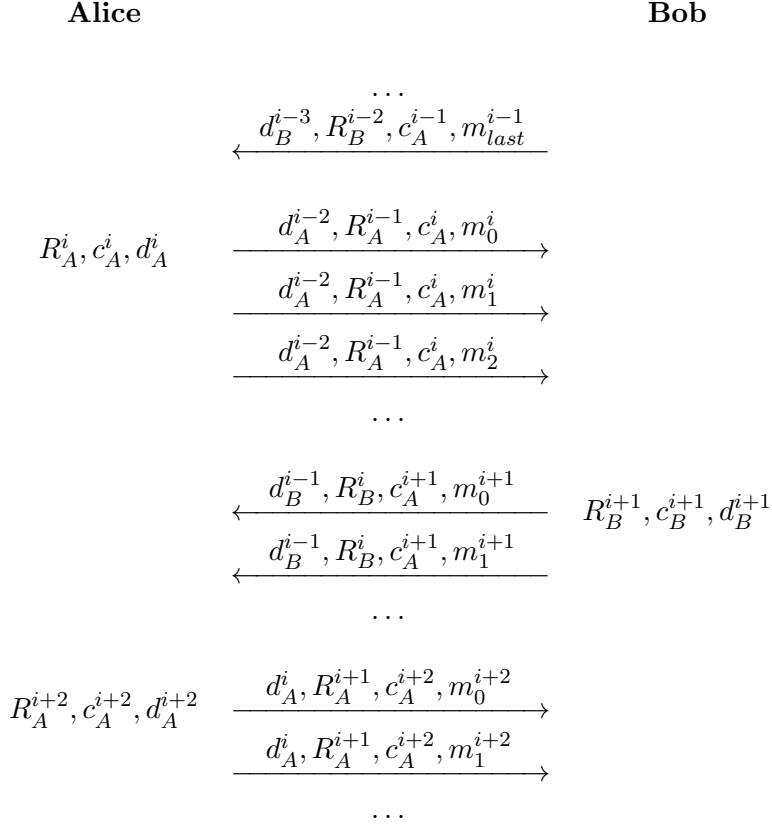 Alice Bob
...
d_B^{i-3}, R_B^{i-2}, c_A^{i-1}, m_{last}^{i-1}
R_A^i, c_A^i, d_A^i d_A^{i-2}, R_A^{i-1}, c_A^i, m_0^i
d_A^{i-2}, R_A^{i-1}, c_A^i, m_1^i
d_A^{i-2}, R_A^{i-1}, c_A^i, m_2^i
...
d_B^{i-1}, R_B^i, c_A^{i+1}, m_0^{i+1} R_B^{i+1}, c_B^{i+1}, d_B^{i+1}
d_B^{i-1}, R_B^i, c_A^{i+1}, m_1^{i+1}
...
R_A^{i+2}, c_A^{i+2}, d_A^{i+2} d_A^i, R_A^{i+1}, c_A^{i+2}, m_0^{i+2}
d_A^i, R_A^{i+1}, c_A^{i+2}, m_1^{i+2}
...